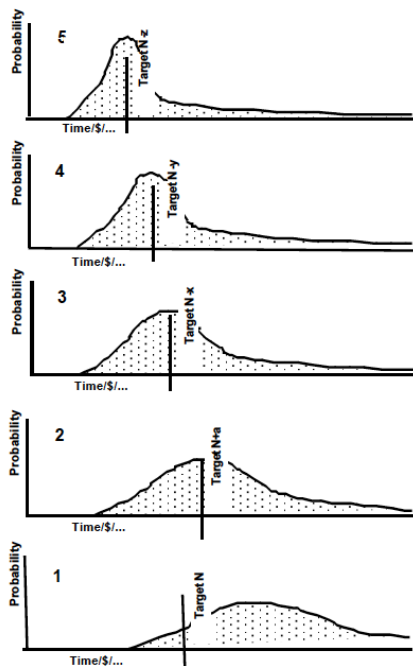 5
Probability
Target N-z
Time/$/...
4
Probability
Target N-y
Time/$/...
3
Probability
Target N-x
Time/$/...
2
Probability
Target N+a
Time/$/...
1
Probability
Target N
Time/$/...